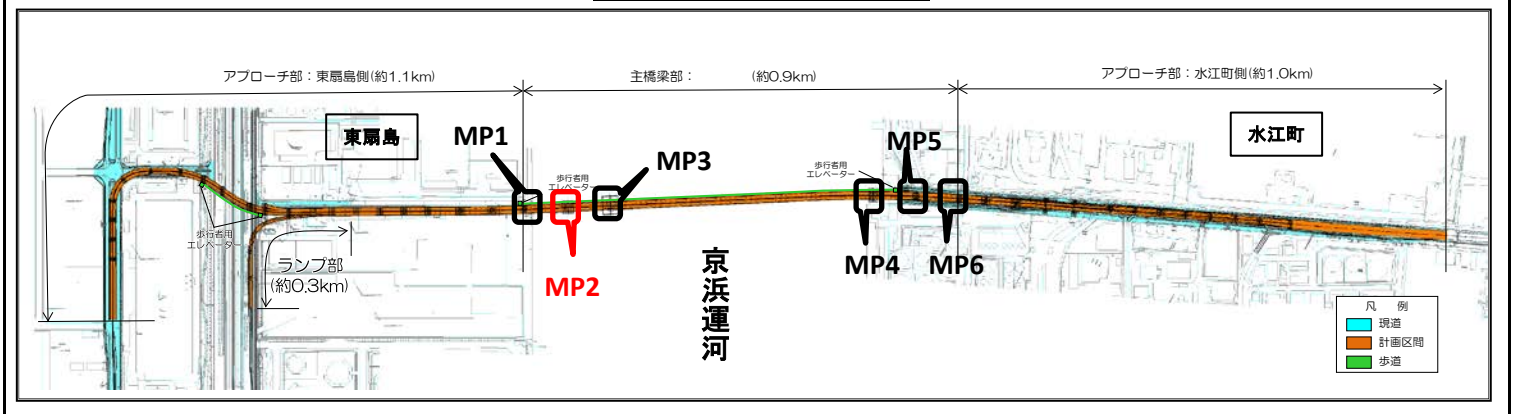 アプローチ部：東扇島側(約1.1km)
主橋梁部：　　　　(約0.9km)
アプローチ部：水江町側(約1.0km)
東扇島
水江町
MP1
MP3
MP5
歩行者用
エレベーター
歩行者用
エレベーター
歩行者用
エレベーター
ランプ部
(約0.3km)
MP2
MP4
MP6
京浜運河
凡　例
現道
計画区間
歩道